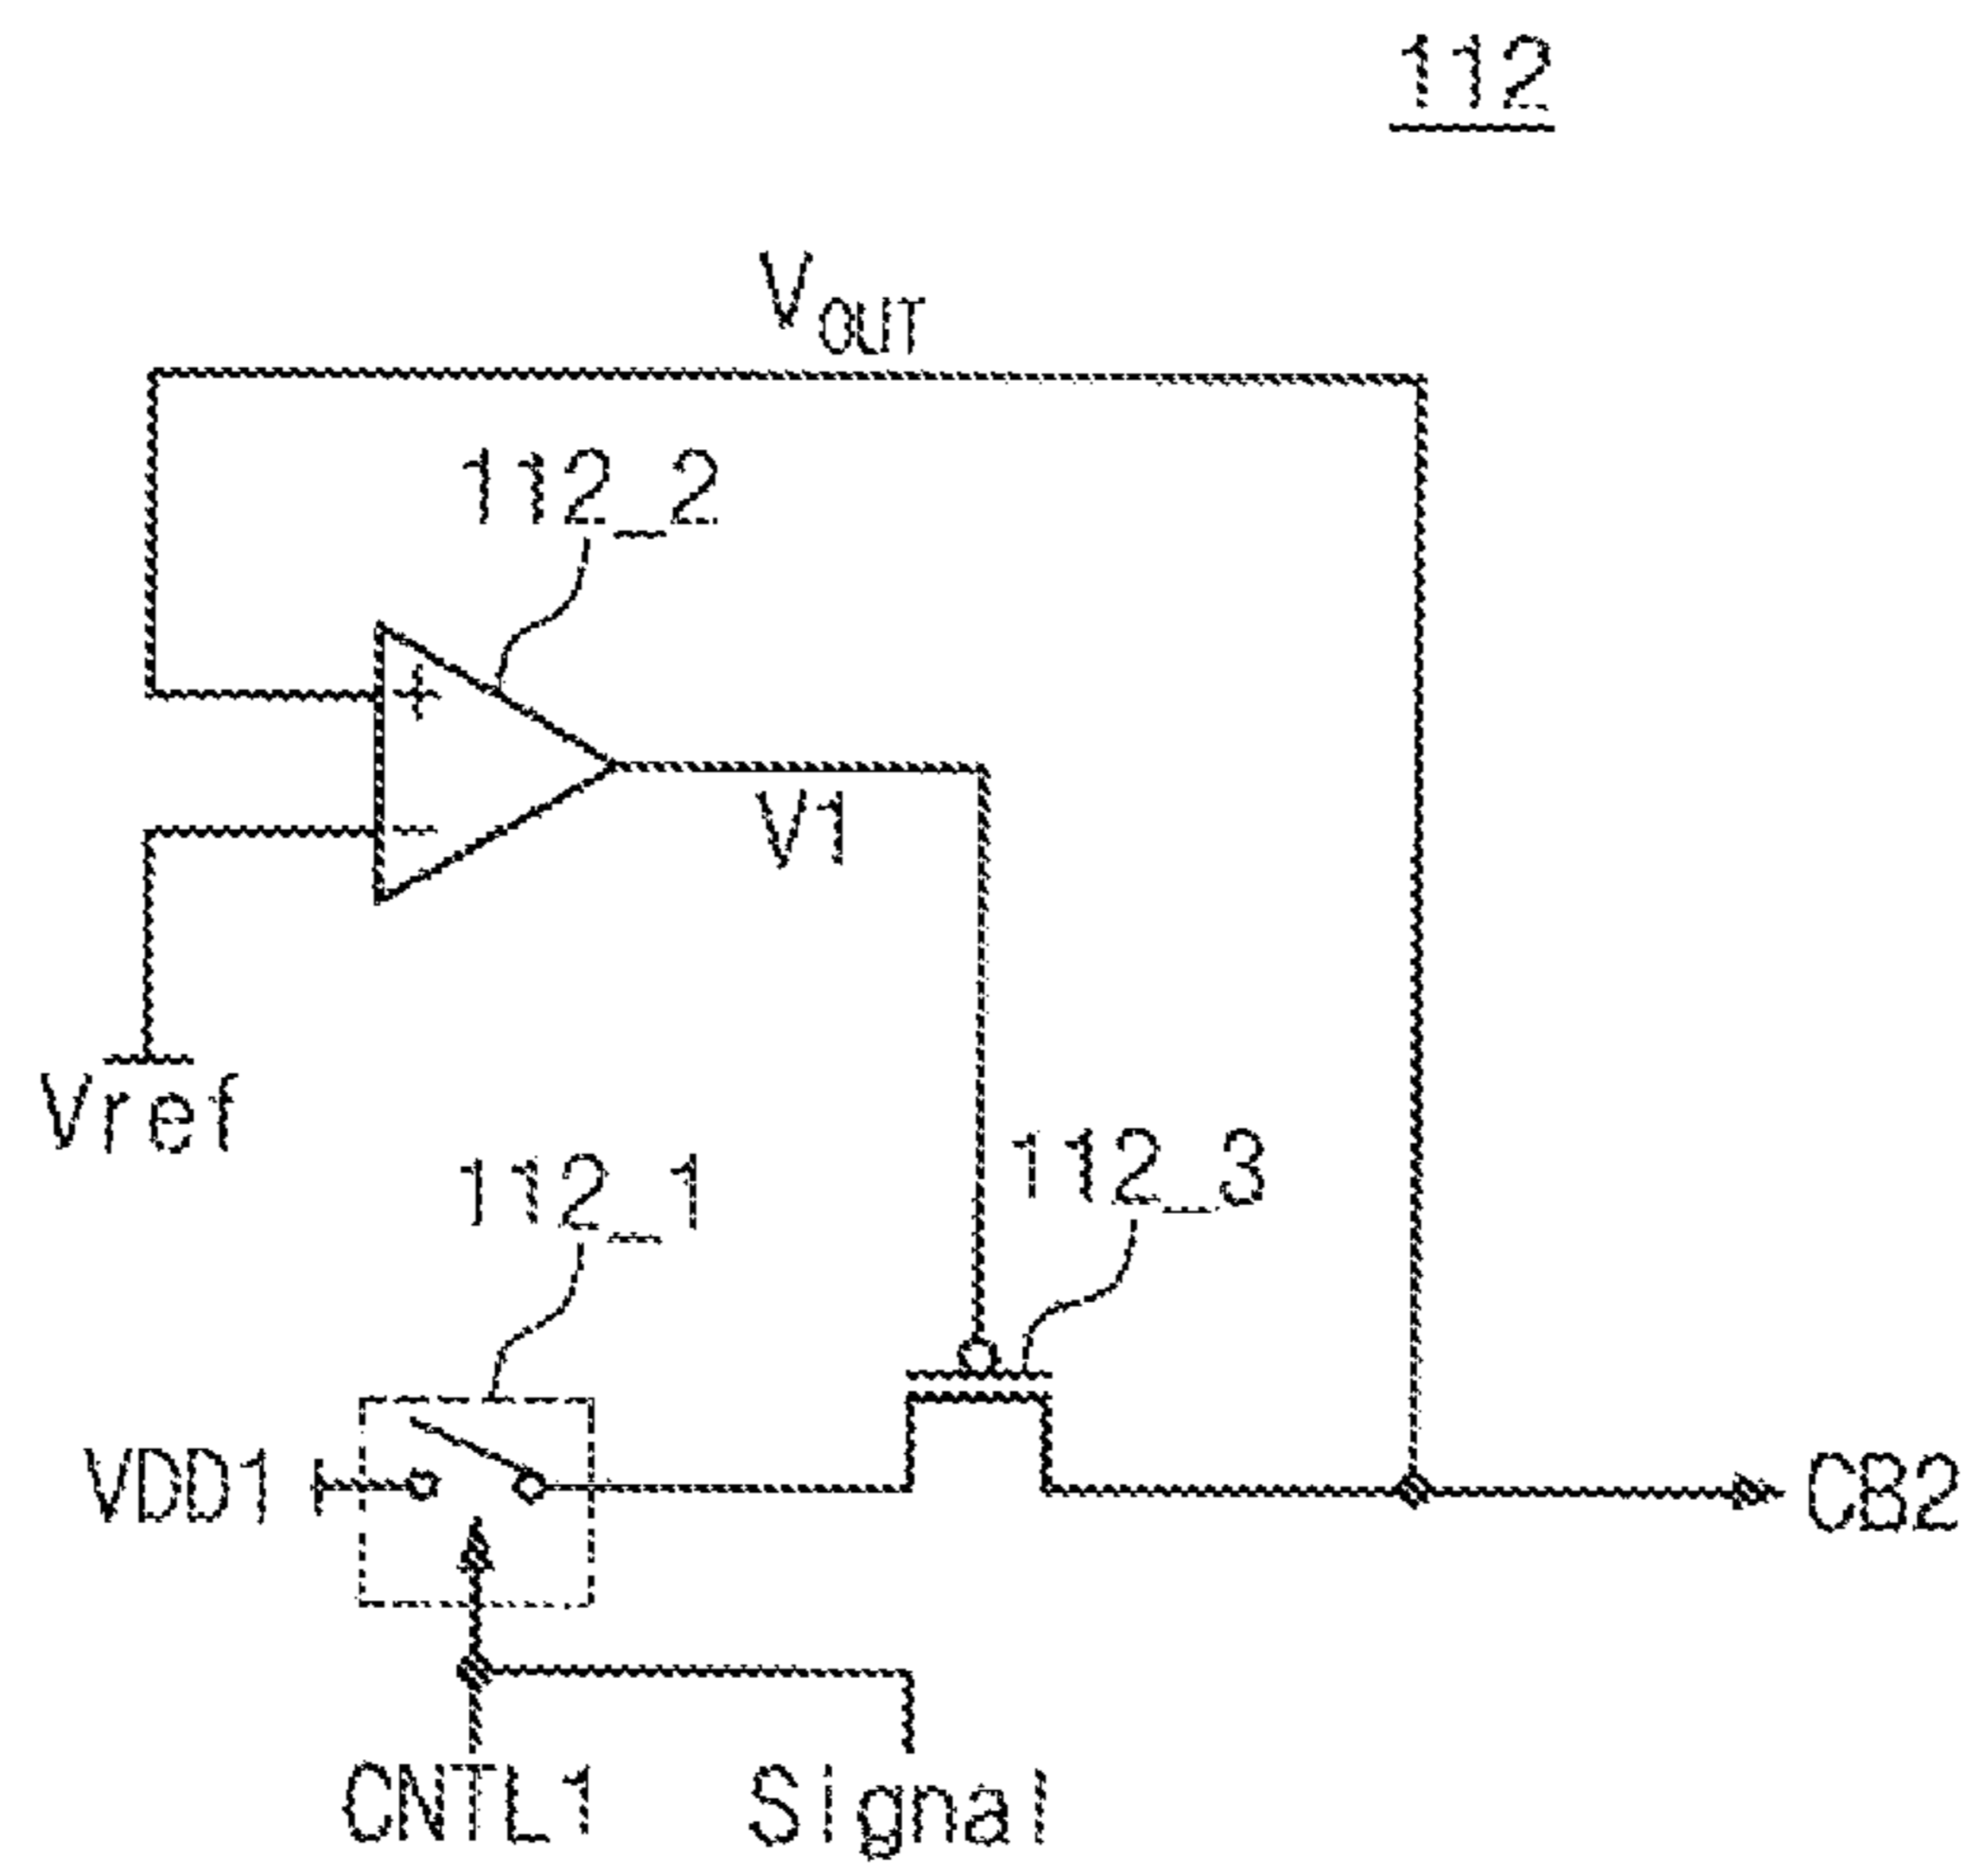 112
VOUT
112_2
+
V1
−
Vref
112_1
112_3
VDD1
CB2
CNTL1
Signal